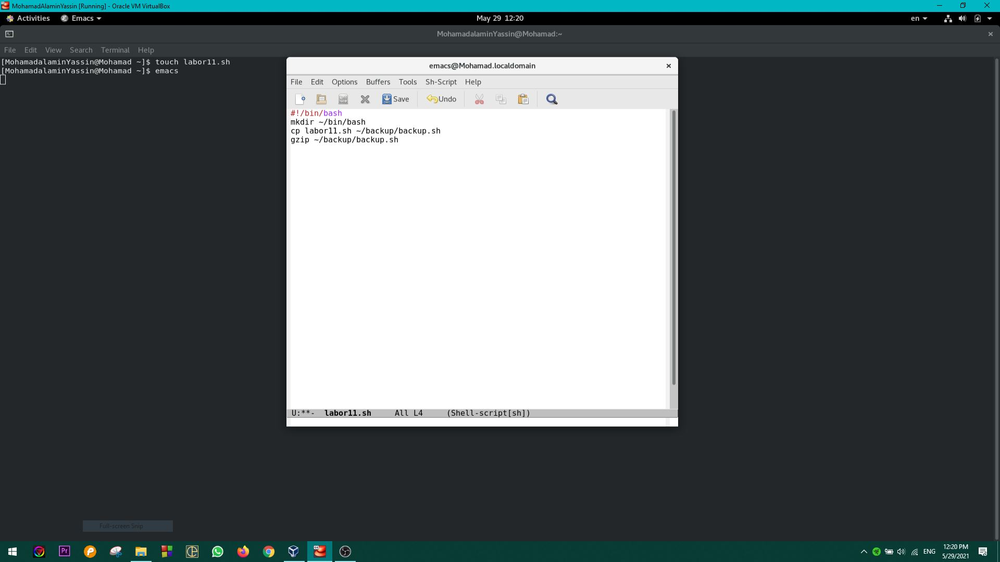 MohamadAlaminYassin [Running] - Oracle VM VirtualBox
Activities Emacs May 29 12:20 en
MohamadalaminYassin@Mohamad:~
File Edit View Search Terminal Help
[MohamadalaminYassin@Mohamad ~]$ touch labor11.sh
[MohamadalaminYassin@Mohamad ~]$ emacs
emacs@Mohamad.localdomain
File Edit Options Buffers Tools Sh-Script Help
Save Undo
#!/bin/bash
mkdir ~/bin/bash
cp labor11.sh ~/backup/backup.sh
gzip ~/backup/backup.sh
U:**- labor11.sh All L4 (Shell-script[sh])
Full-screen Snip
Pr
ENG
12:20 PM
5/29/2021